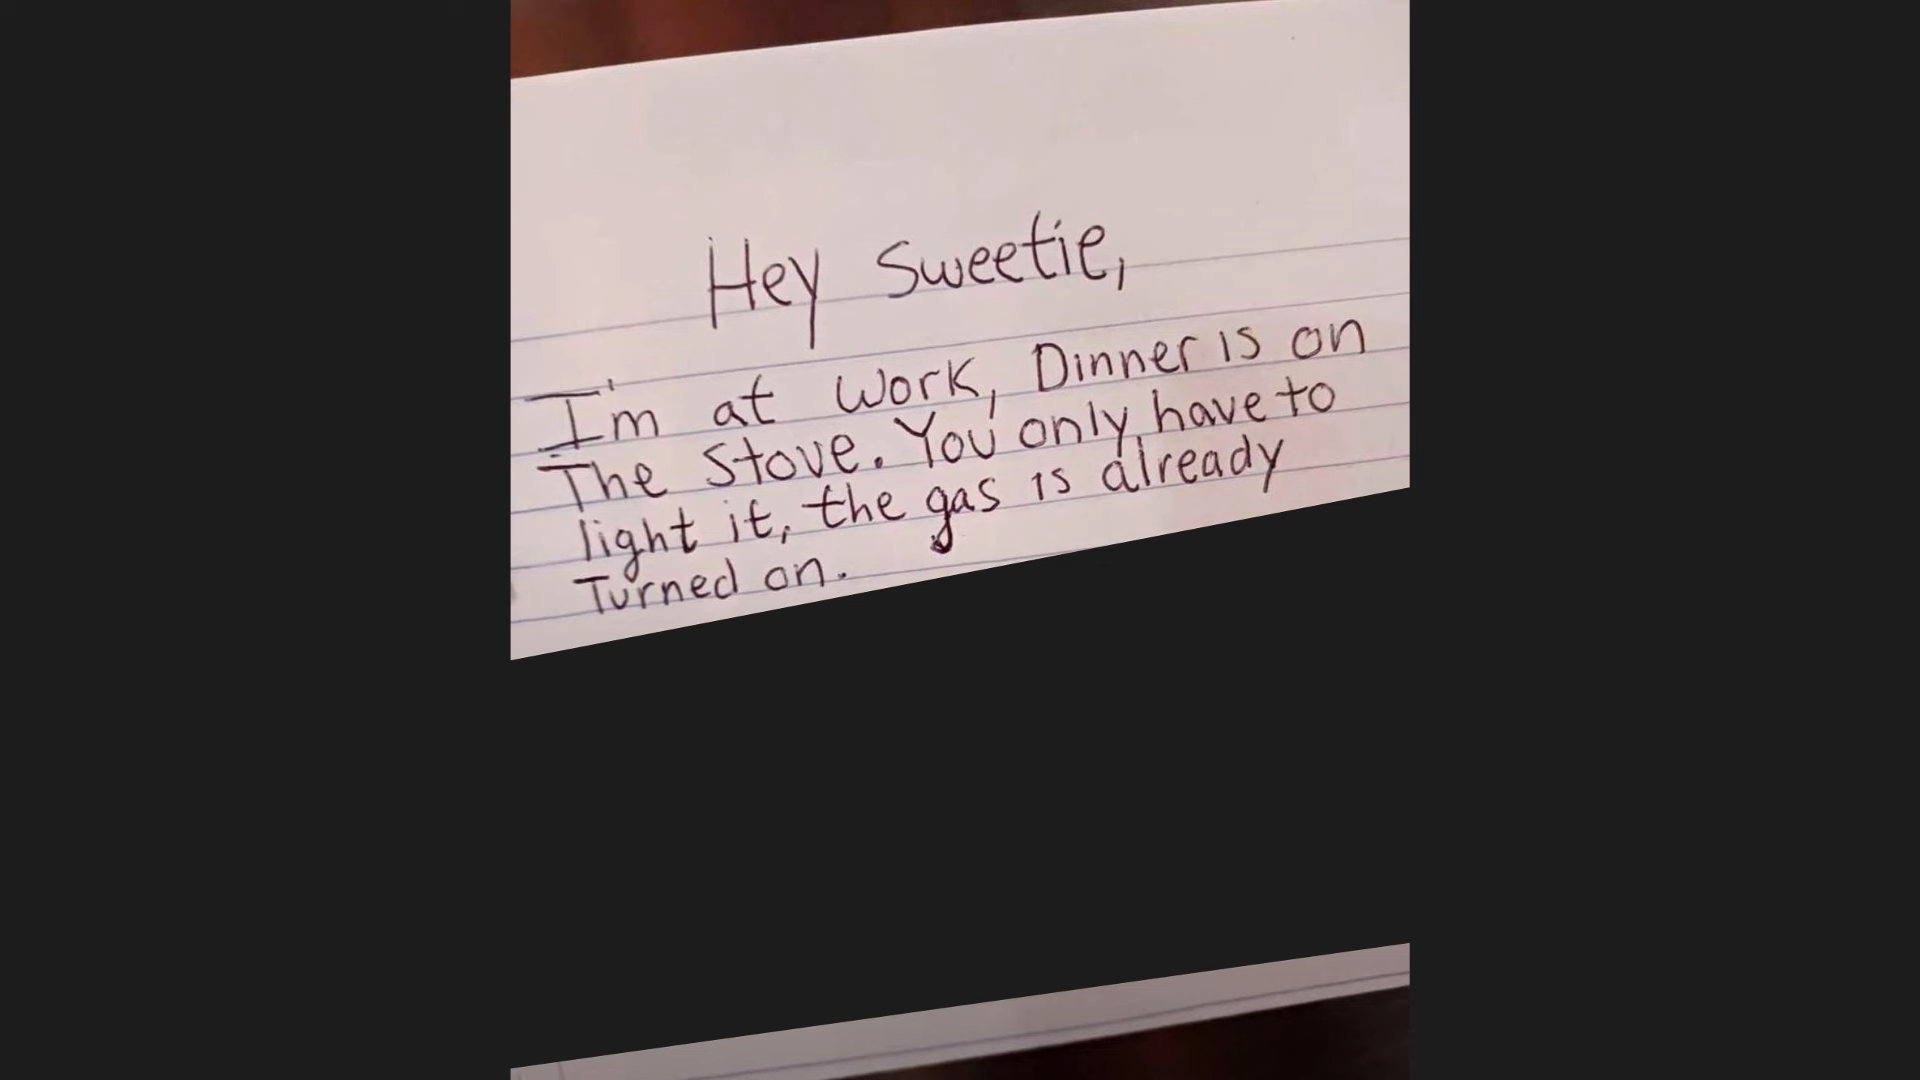 Hey Sweetie,
I'm at work, Dinner is on
The Stove. You only have to
light it, the gas is already
Turned on.